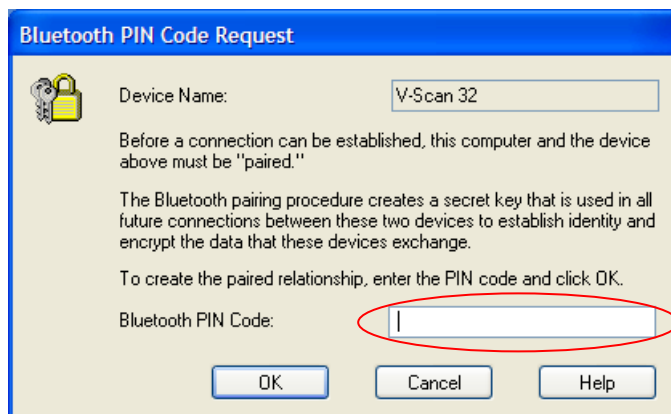 Bluetooth PIN Code Request
Device Name: V-Scan 32
Before a connection can be established, this computer and the device
above must be "paired."
The Bluetooth pairing procedure creates a secret key that is used in all
future connections between these two devices to establish identity and
encrypt the data that these devices exchange.
To create the paired relationship, enter the PIN code and click OK.
Bluetooth PIN Code:
OK Cancel Help